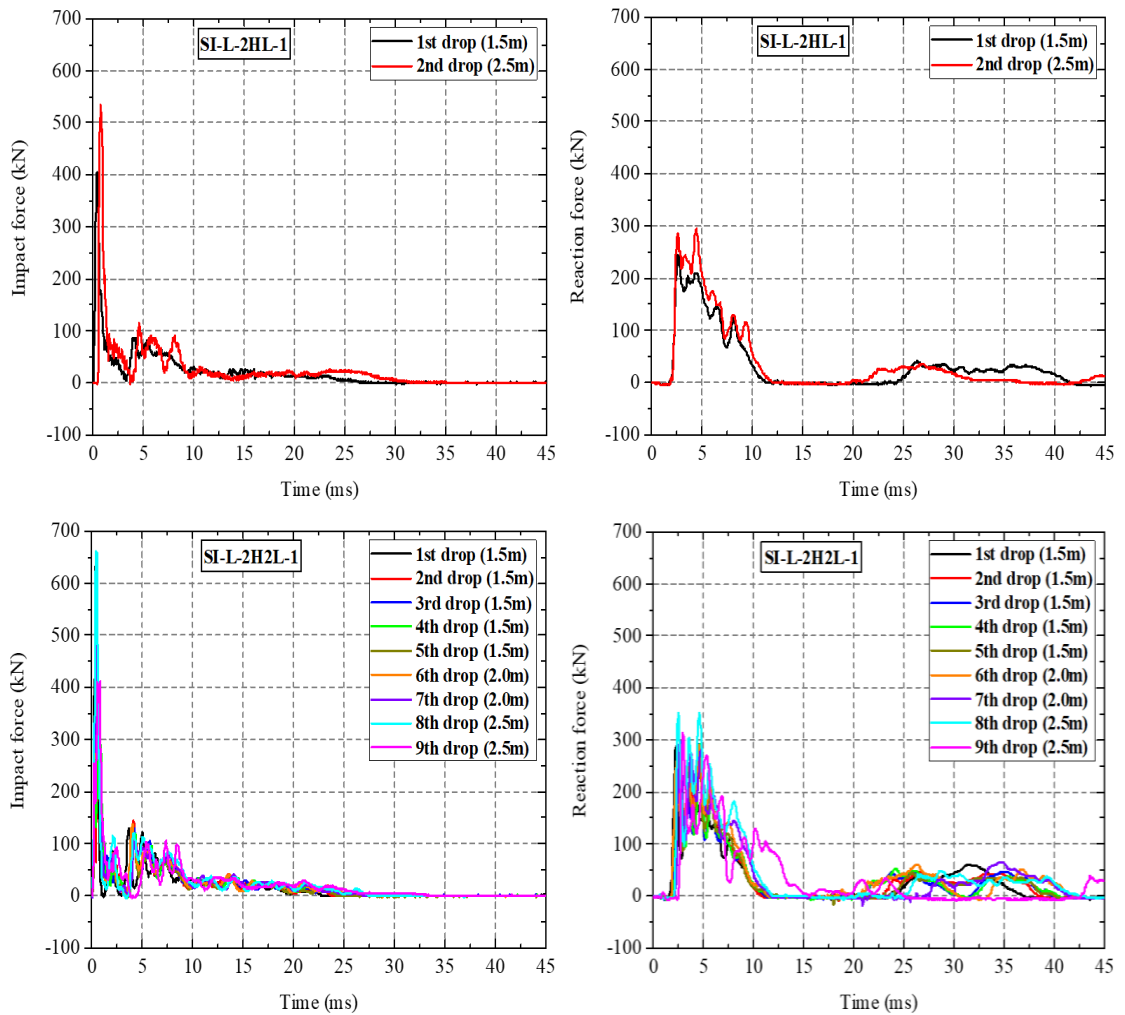 SI-L-2HL-1
1st drop (1.5m)
2nd drop (2.5m)
Impact force (kN)
700
600
500
400
300
200
100
0
-100
0 5 10 15 20 25 30 35 40 45
Time (ms)
SI-L-2HL-1
1st drop (1.5m)
2nd drop (2.5m)
Reaction force (kN)
700
600
500
400
300
200
100
0
-100
0 5 10 15 20 25 30 35 40 45
Time (ms)
SI-L-2H2L-1
1st drop (1.5m)
2nd drop (1.5m)
3rd drop (1.5m)
4th drop (1.5m)
5th drop (1.5m)
6th drop (2.0m)
7th drop (2.0m)
8th drop (2.5m)
9th drop (2.5m)
Impact force (kN)
700
600
500
400
300
200
100
0
-100
0 5 10 15 20 25 30 35 40 45
Time (ms)
SI-L-2H2L-1
1st drop (1.5m)
2nd drop (1.5m)
3rd drop (1.5m)
4th drop (1.5m)
5th drop (1.5m)
6th drop (2.0m)
7th drop (2.0m)
8th drop (2.5m)
9th drop (2.5m)
Reaction force (kN)
700
600
500
400
300
200
100
0
-100
0 5 10 15 20 25 30 35 40 45
Time (ms)